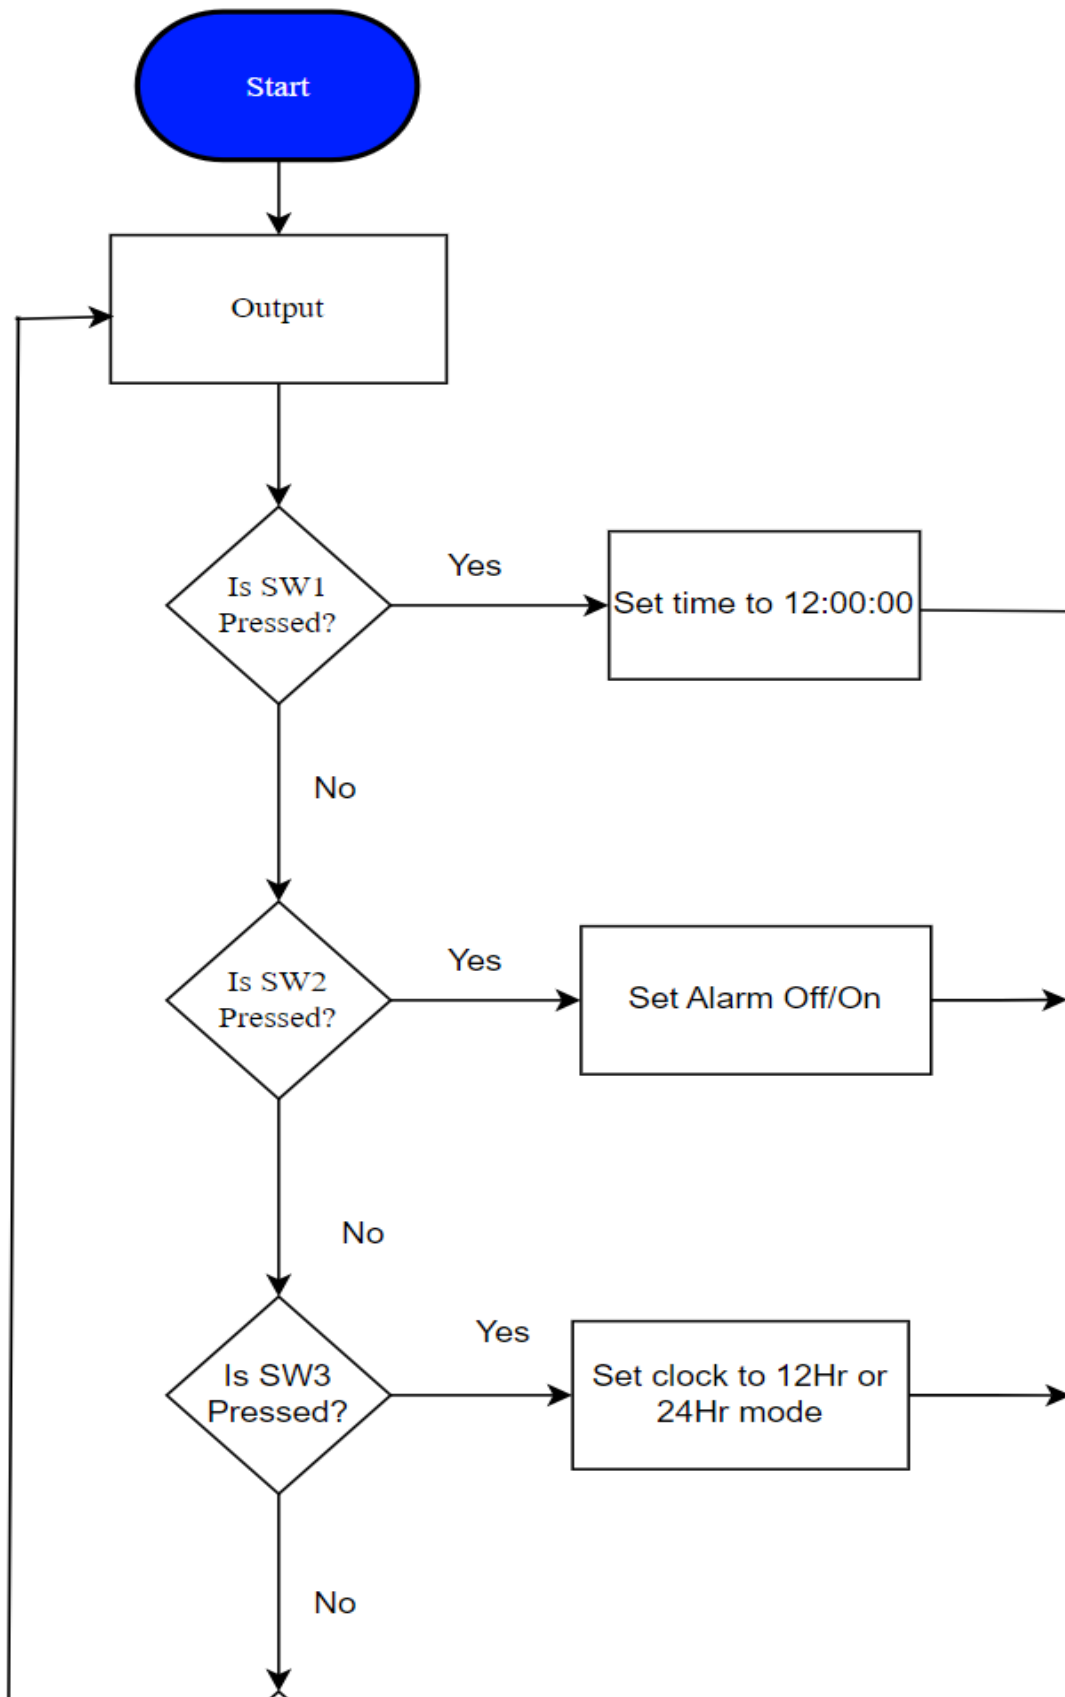 Start
Output
Is SW1
Pressed?
Yes
Set time to 12:00:00
No
Is SW2
Pressed?
Yes
Set Alarm Off/On
No
Is SW3
Pressed?
Yes
Set clock to 12Hr or
24Hr mode
No